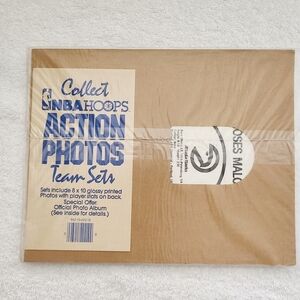 Collect
NBA HOOPS
ACTION
PHOTOS
Team Sets
Sets include 8 x 10 glossy printed
Photos with player stats on back.
Special Offer
Official Photo Album
(See inside for details.)
OSES MALO